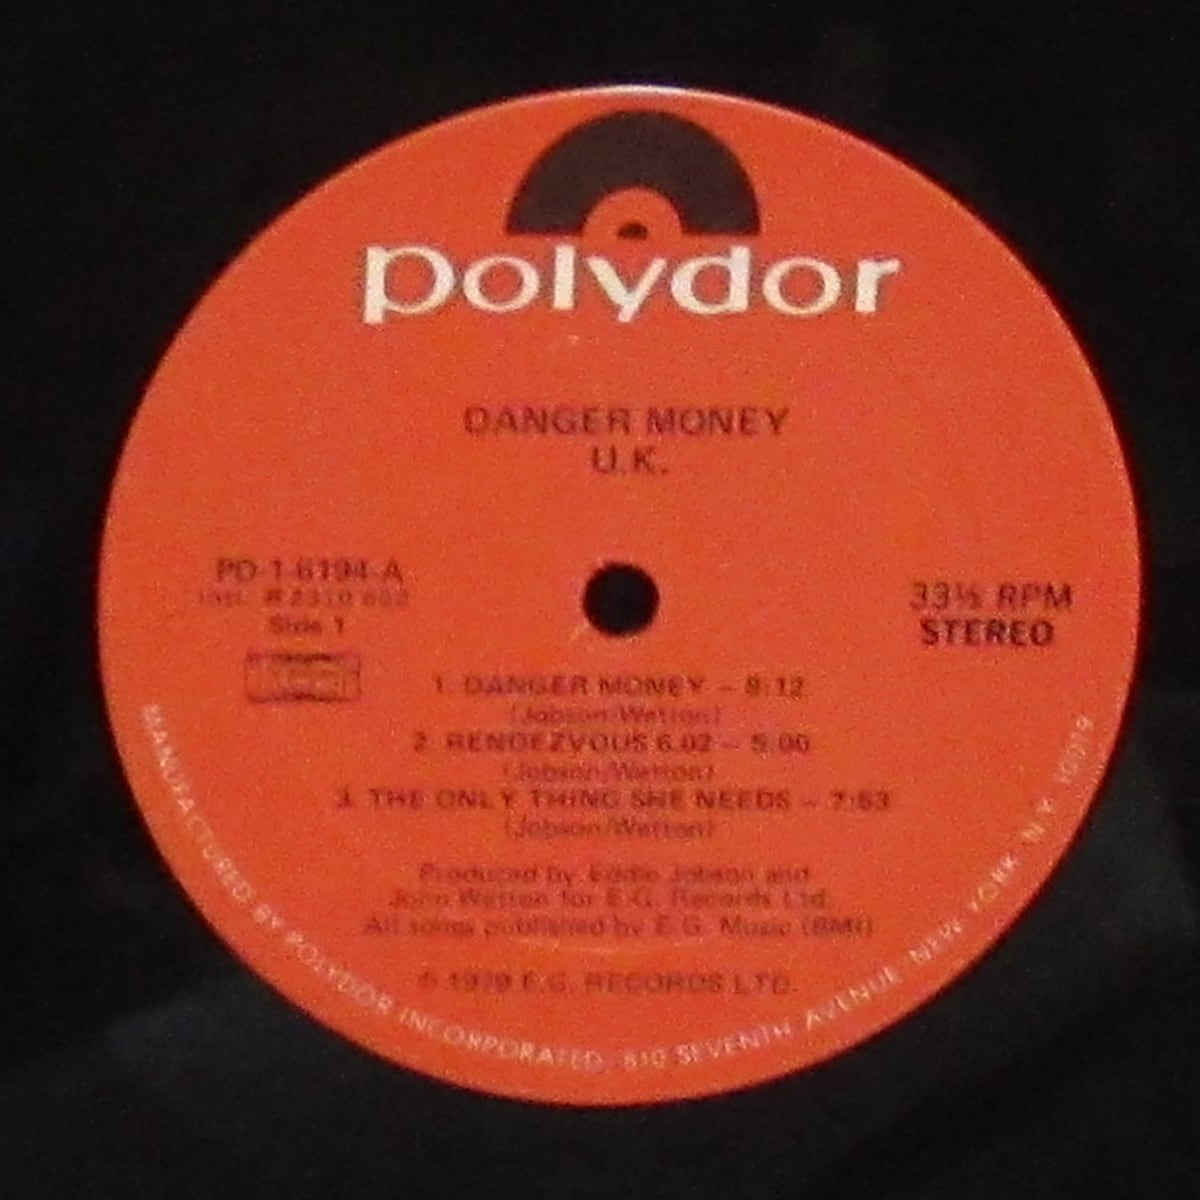 polydor
DANGER MONEY
U.K.
PD-1-6194-A
Side 1
33⅓ RPM
STEREO
1. DANGER MONEY – 8:12
(Jobson/Wetton)
2. RENDEZVOUS 6.02 – 5:00
(Jobson/Wetton)
3. THE ONLY THING SHE NEEDS – 7:53
(Jobson/Wetton)
Produced by Eddie Jobson and
John Wetton for E.G. Records Ltd.
All songs published by E.G. Music (BMI)
© 1979 E.G. RECORDS LTD.
MANUFACTURED BY POLYDOR INCORPORATED, 810 SEVENTH AVENUE, NEW YORK, N.Y. 10019